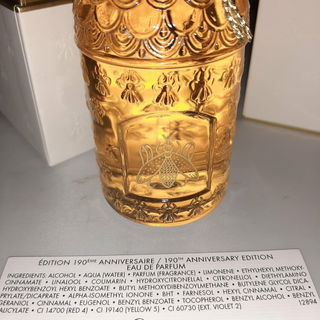 ÉDITION 190ÈME ANNIVERSAIRE / 190TH ANNIVERSARY EDITION
EAU DE PARFUM
INGREDIENTS: ALCOHOL • AQUA (WATER) • PARFUM (FRAGRANCE) • LIMONENE • ETHYLHEXYL METHOXY-
CINNAMATE • LINALOOL • COUMARIN • HYDROXYCITRONELLAL • CITRONELLOL • DIETHYLAMINO
HYDROXYBENZOYL HEXYL BENZOATE • BUTYL METHOXYDIBENZOYLMETHANE • BUTYLENE GLYCOL DICA
PRYLATE/DICAPRATE • ALPHA-ISOMETHYL IONONE • BHT • FARNESOL • HEXYL CINNAMAL • CITRAL •
GERANIOL • CINNAMAL • EUGENOL • BENZYL BENZOATE • TOCOPHEROL • BENZYL ALCOHOL • BENZYL
SALICYLATE • CI 14700 (RED 4) • CI 19140 (YELLOW 5) • CI 60730 (EXT. VIOLET 2)